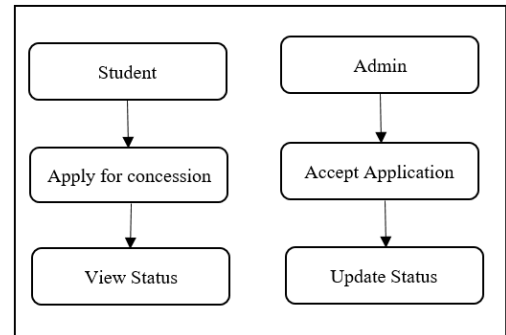 Student
Apply for concession
View Status
Admin
Accept Application
Update Status